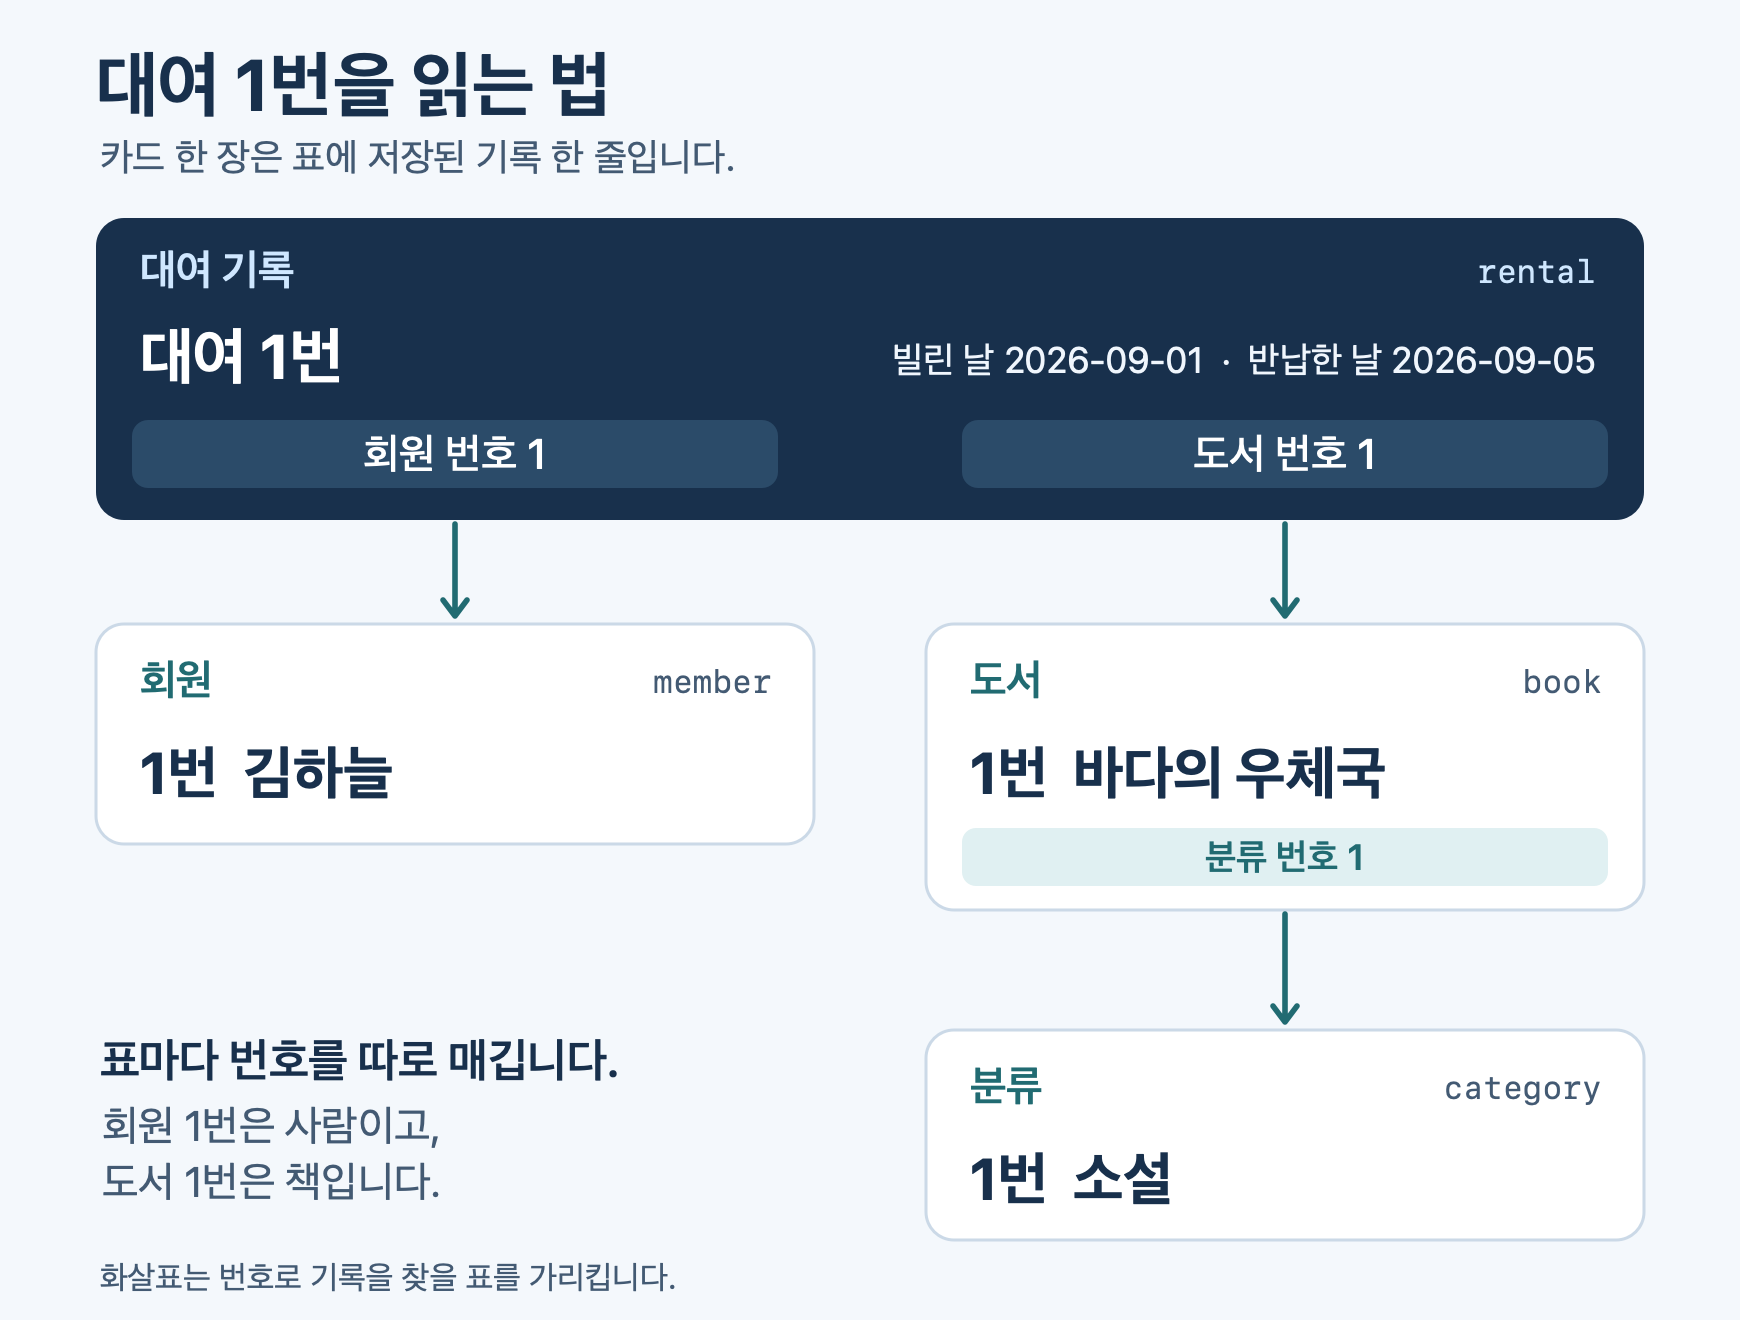 대여 1번을 읽는 법
카드 한 장은 표에 저장된 기록 한 줄입니다.
대여 기록 rental
대여 1번 빌린 날 2026-09-01 · 반납한 날 2026-09-05
회원 번호 1 도서 번호 1
회원 member
1번 김하늘
도서 book
1번 바다의 우체국
분류 번호 1
분류 category
1번 소설
표마다 번호를 따로 매깁니다.
회원 1번은 사람이고,
도서 1번은 책입니다.
화살표는 번호로 기록을 찾을 표를 가리킵니다.